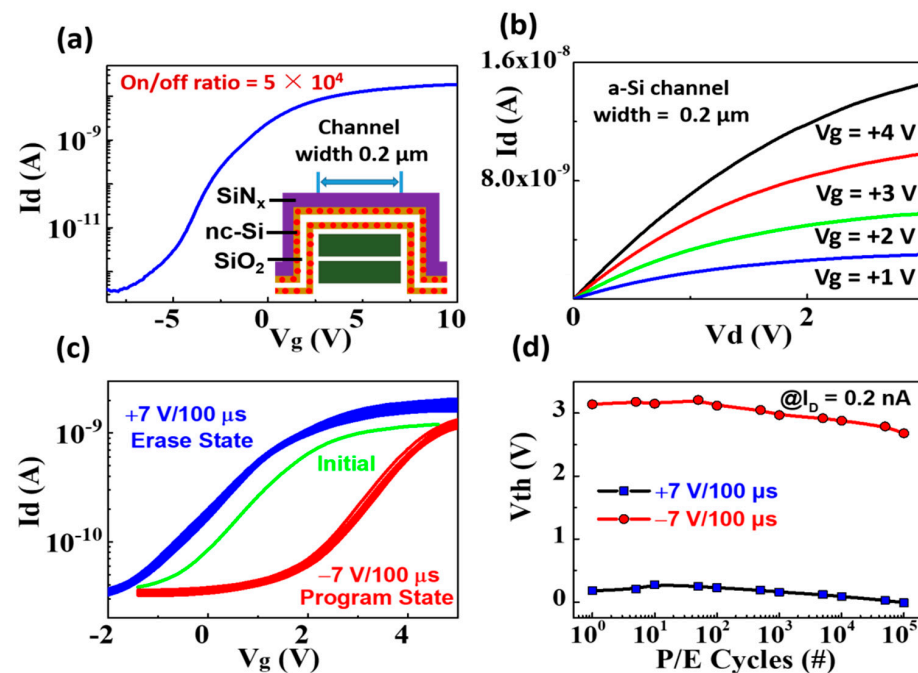 (a)
On/off ratio = 5 × 10⁴
Channel
width 0.2 μm
SiNₓ
nc-Si
SiO₂
10⁻⁹
10⁻¹¹
Id (A)
-5
0
5
10
V_g (V)
(b)
1.6x10⁻⁸
8.0x10⁻⁹
Id (A)
a-Si channel
width = 0.2 μm
Vg = +4 V
Vg = +3 V
Vg = +2 V
Vg = +1 V
0
2
Vd (V)
(c)
+7 V/100 μs
Erase State
Initial
−7 V/100 μs
Program State
10⁻⁹
10⁻¹⁰
Id (A)
-2
0
2
4
V_g (V)
(d)
@I_D = 0.2 nA
+7 V/100 μs
−7 V/100 μs
3
2
0
Vth (V)
10⁰
10¹
10²
10³
10⁴
10⁵
P/E Cycles (#)